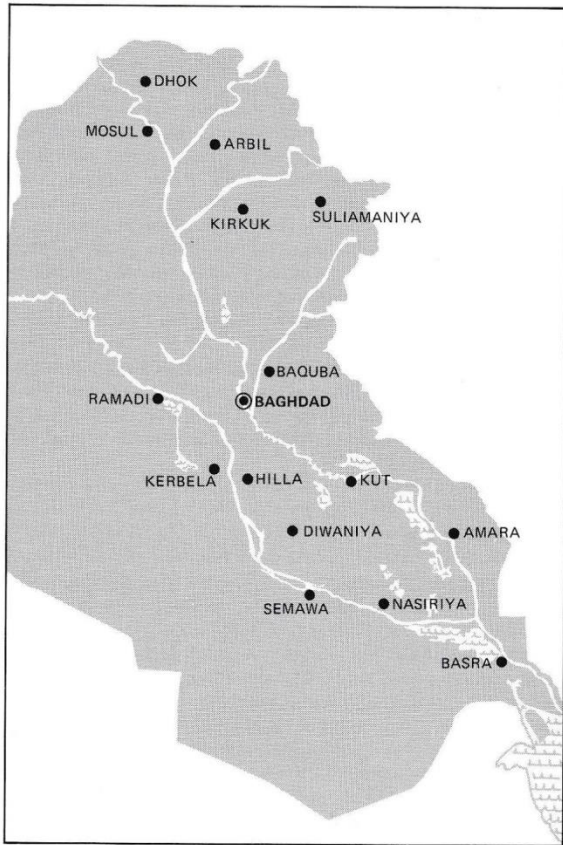 DHOK
MOSUL
ARBIL
SULIAMANIYA
KIRKUK
BAQUBA
RAMADI
BAGHDAD
KERBELA
HILLA
KUT
DIWANIYA
AMARA
SEMAWA
NASIRIYA
BASRA